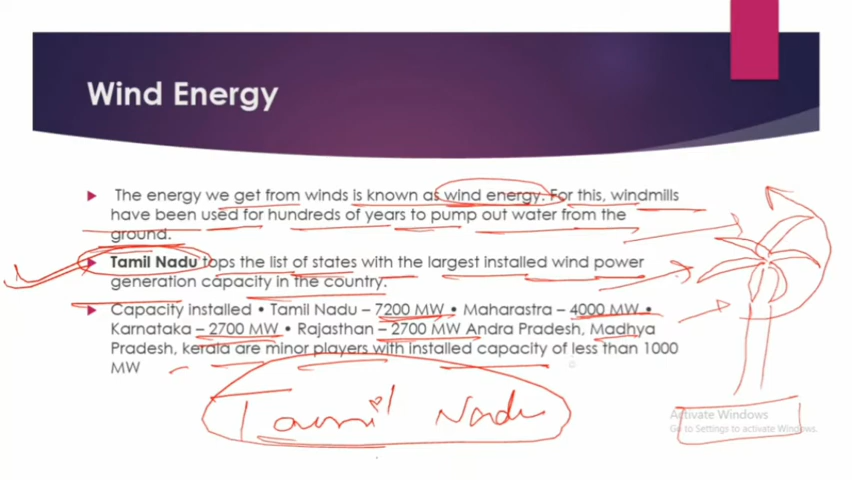 Wind Energy
The energy we get from winds is known as wind energy. For this, windmills
have been used for hundreds of years to pump out water from the
ground.
Tamil Nadu tops the list of states with the largest installed wind power
generation capacity in the country.
Capacity installed • Tamil Nadu – 7200 MW • Maharastra – 4000 MW •
Karnataka – 2700 MW • Rajasthan – 2700 MW Andra Pradesh, Madhya
Pradesh, kerala are minor players with installed capacity of less than 1000
MW
Tamil Nadu
Activate Windows
Go to Settings to activate Windows.